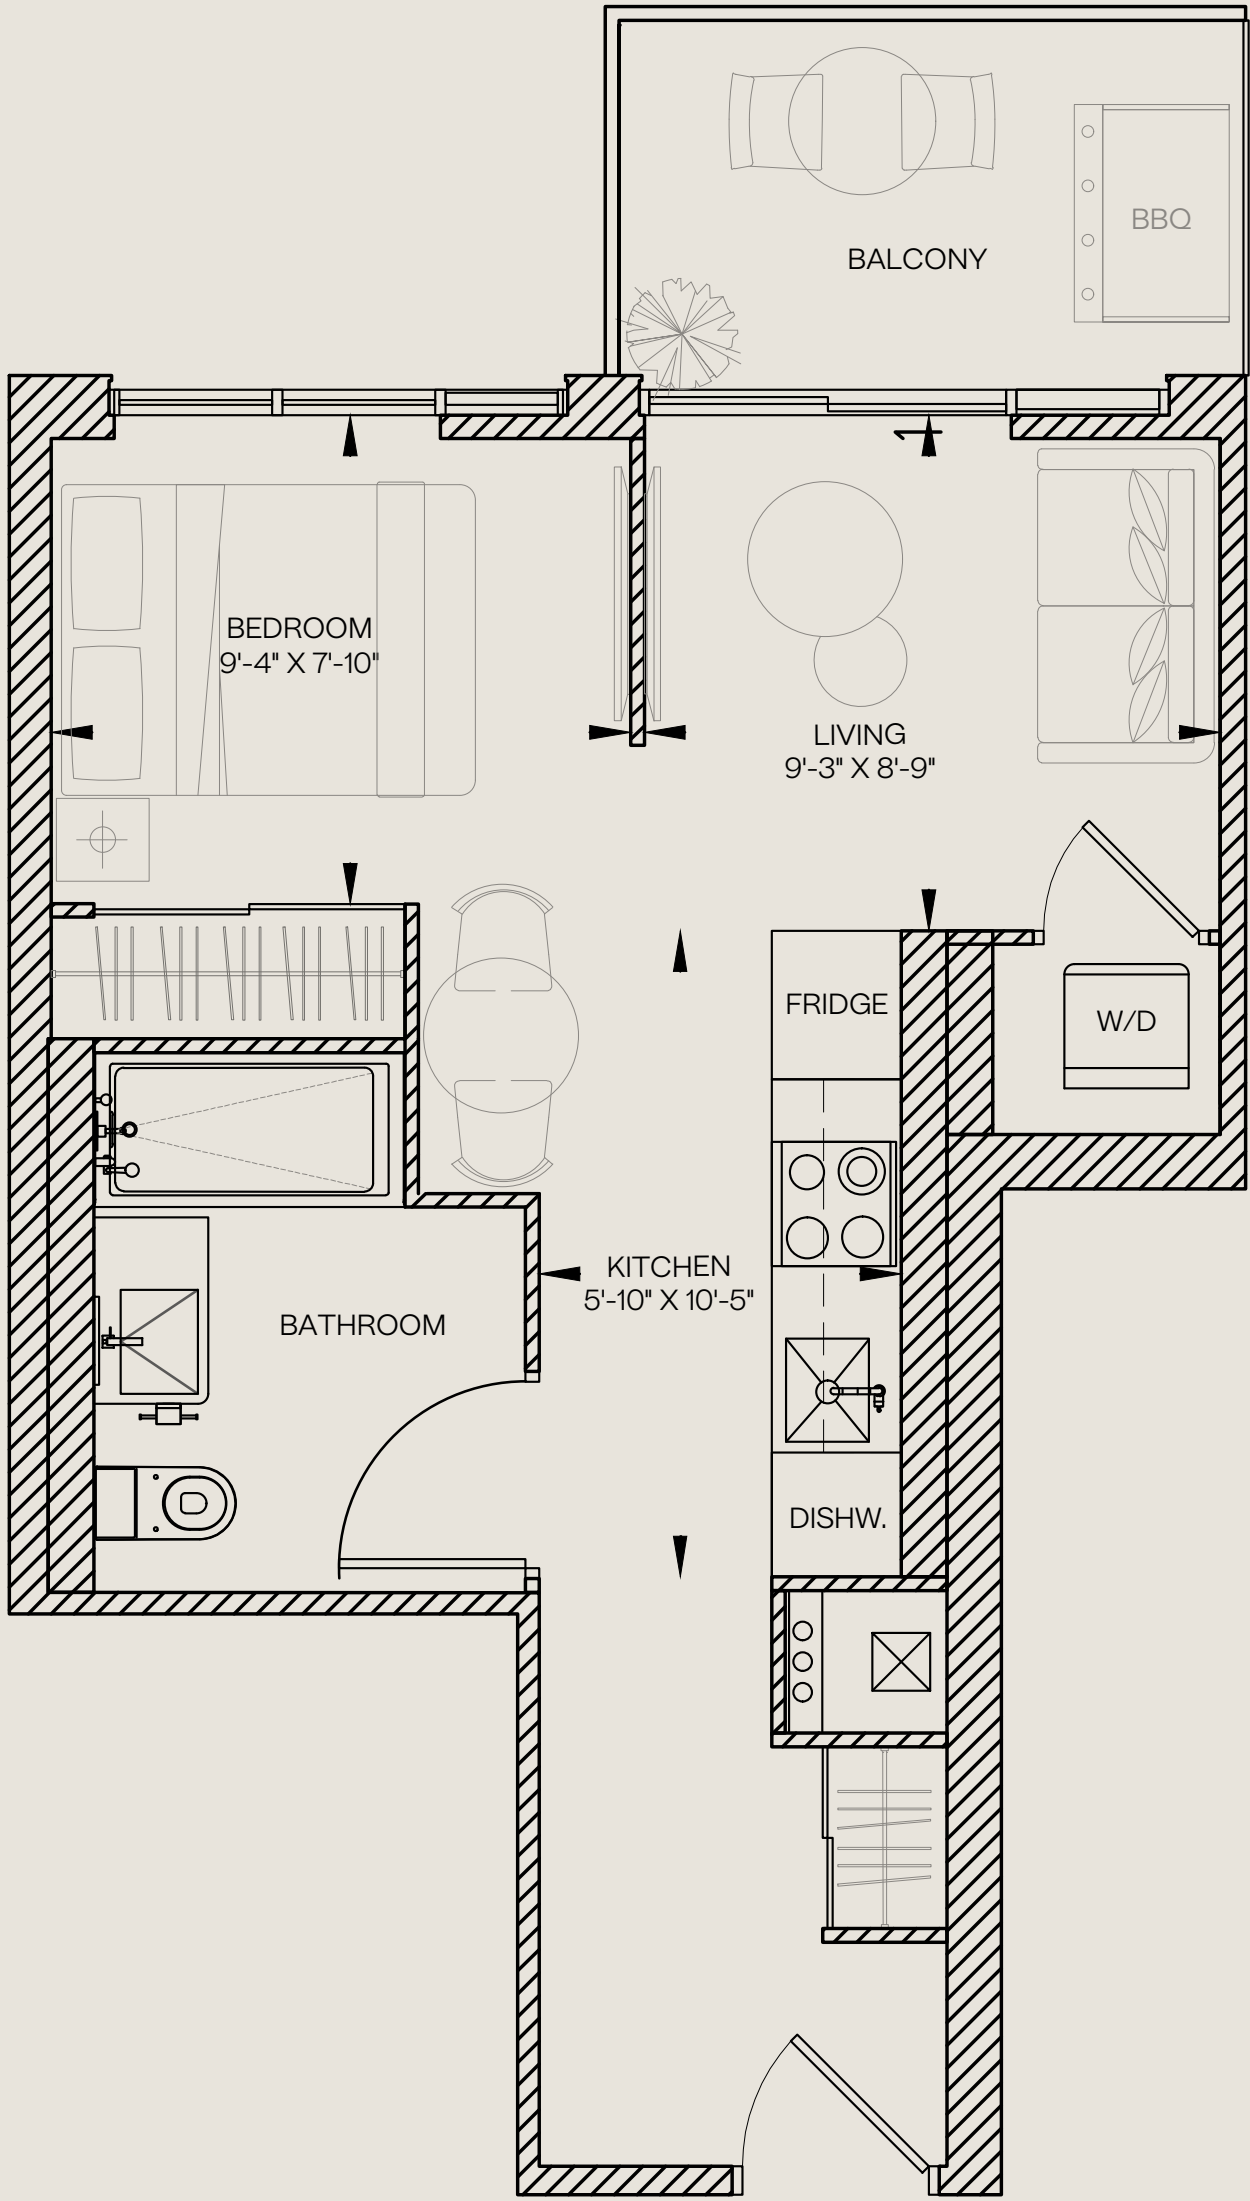 BBQ
BALCONY
BEDROOM
9'-4" X 7'-10"
LIVING
9'-3" X 8'-9"
FRIDGE
W/D
KITCHEN
5'-10" X 10'-5"
BATHROOM
DISHW.